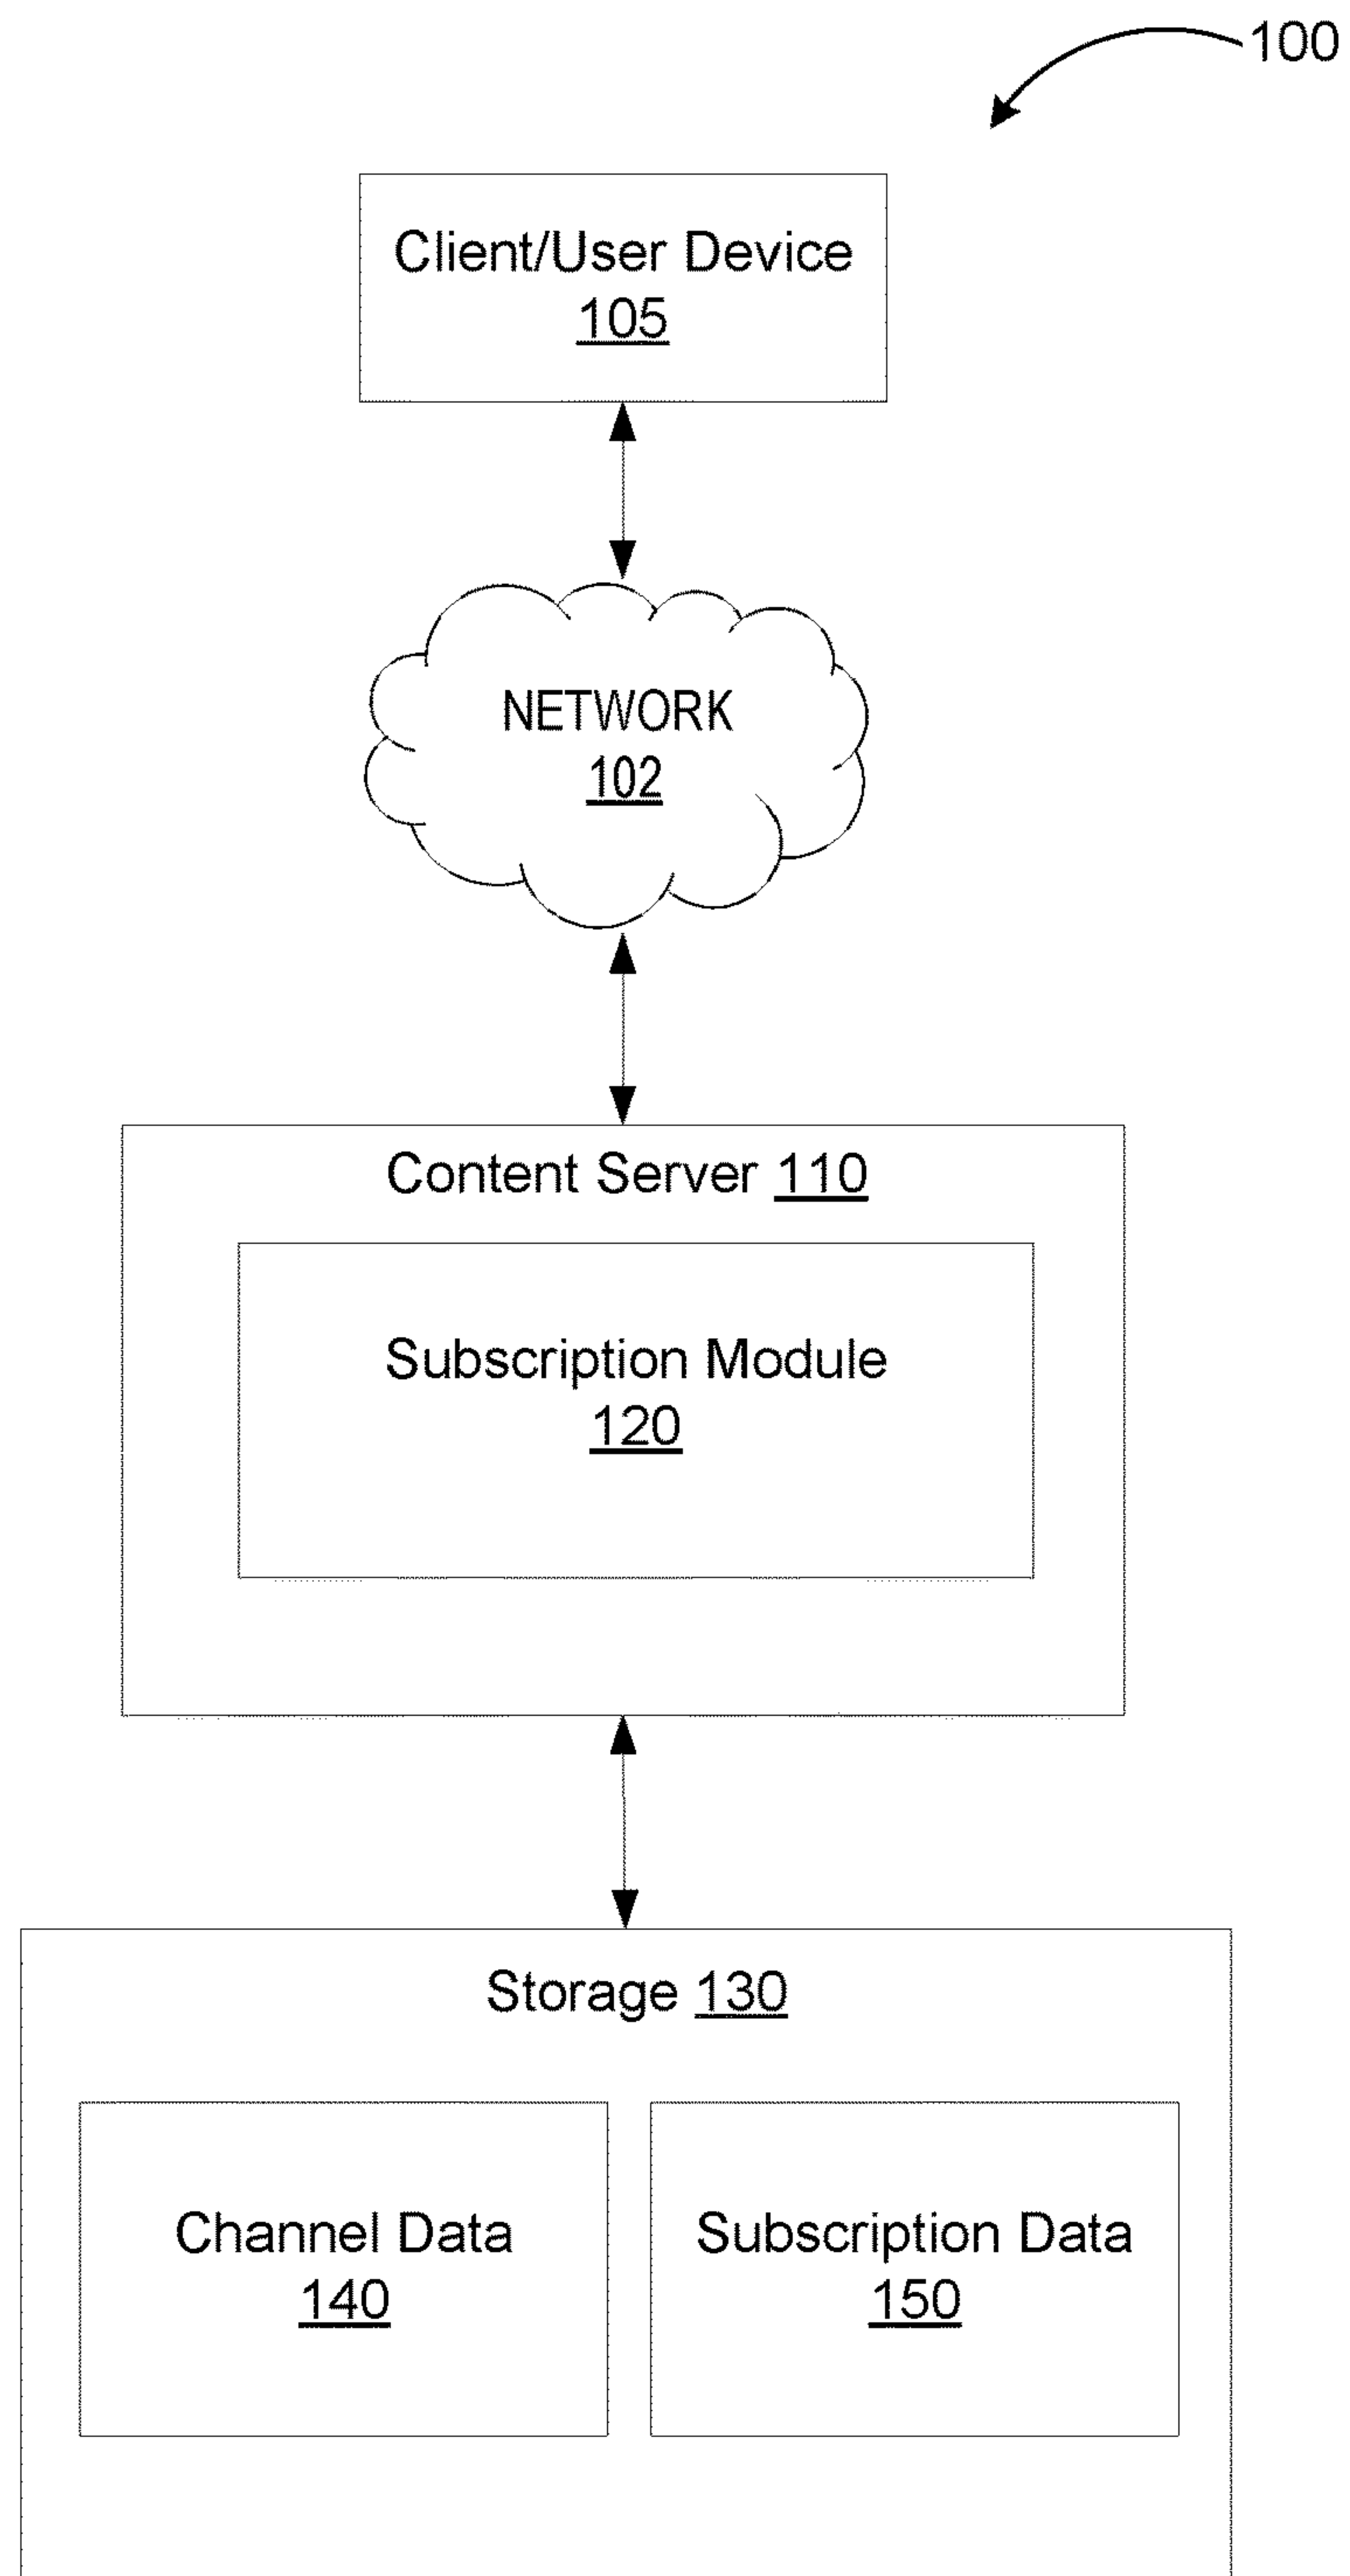 100
Client/User Device
105
NETWORK
102
Content Server 110
Subscription Module
120
Storage 130
Channel Data
140
Subscription Data
150